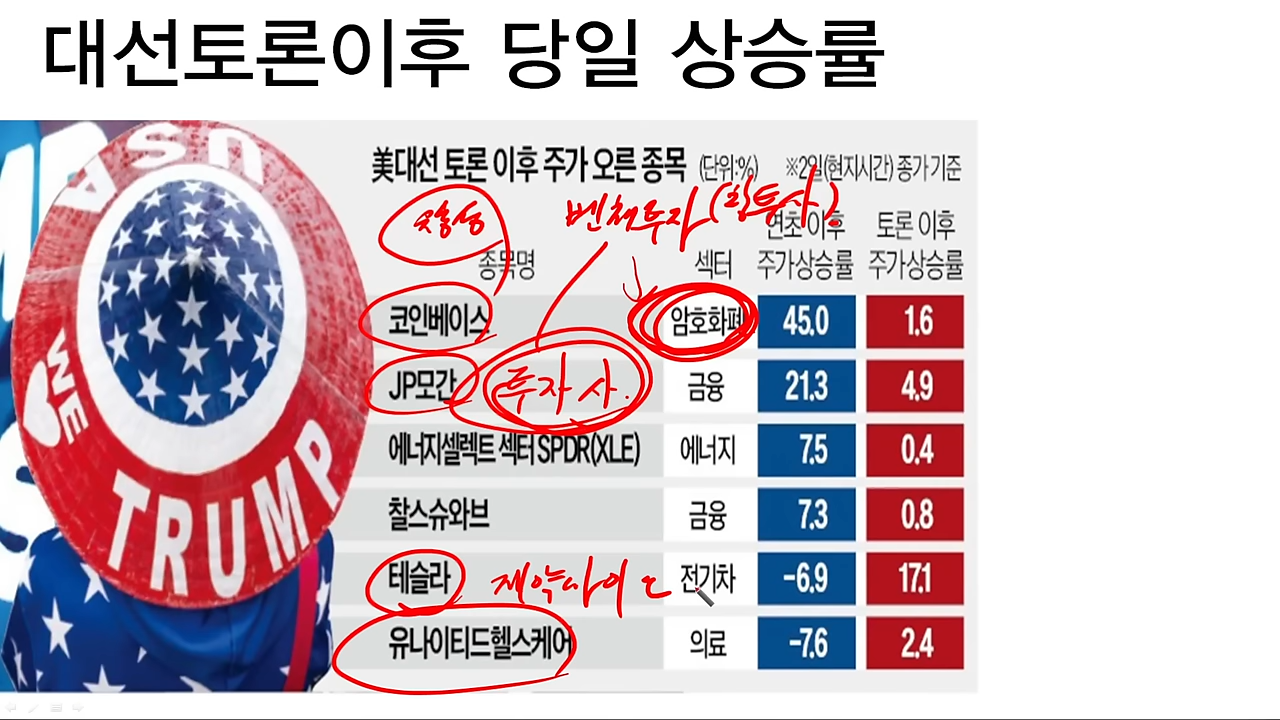 대선토론이후 당일 상승률
USA
WE
TRUMP
美대선 토론 이후 주가 오른 종목 (단위:%) ※2일(현지시간) 종가 기준
벤처투자(
종목명 섹터 연초 이후 주가상승률 토론 이후 주가상승률
코인베이스 암호화폐 45.0 1.6
JP모간 투자사. 금융 21.3 4.9
에너지셀렉트 섹터 SPDR(XLE) 에너지 7.5 0.4
찰스슈와브 금융 7.3 0.8
테슬라 제약바이오 전기차 -6.9 17.1
유나이티드헬스케어 의료 -7.6 2.4